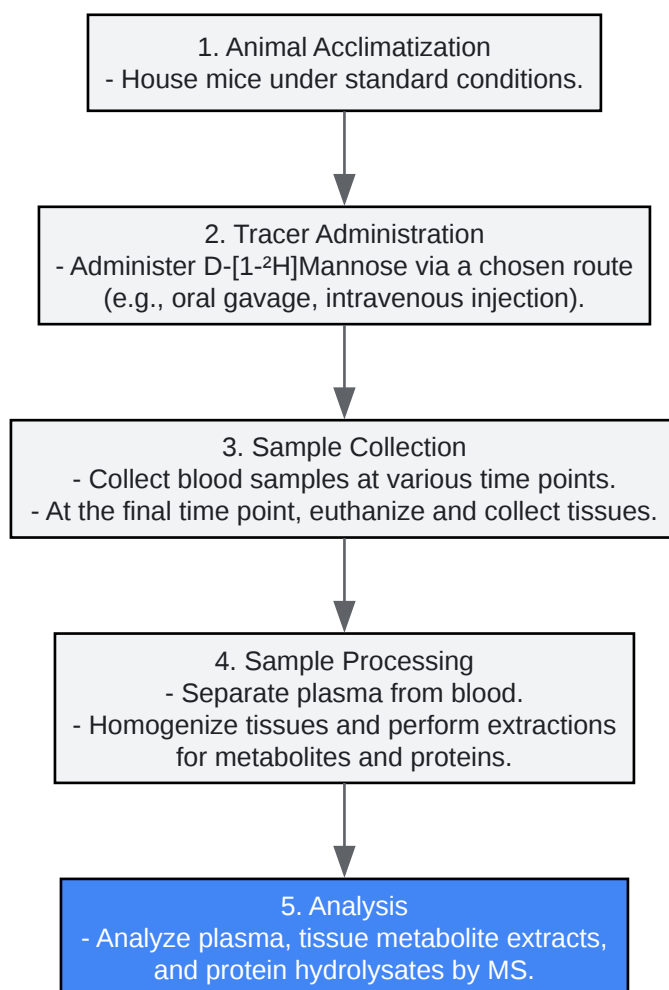 1. Animal Acclimatization
- House mice under standard conditions.
2. Tracer Administration
- Administer D-[1-²H]Mannose via a chosen route
(e.g., oral gavage, intravenous injection).
3. Sample Collection
- Collect blood samples at various time points.
- At the final time point, euthanize and collect tissues.
4. Sample Processing
- Separate plasma from blood.
- Homogenize tissues and perform extractions
for metabolites and proteins.
5. Analysis
- Analyze plasma, tissue metabolite extracts,
and protein hydrolysates by MS.